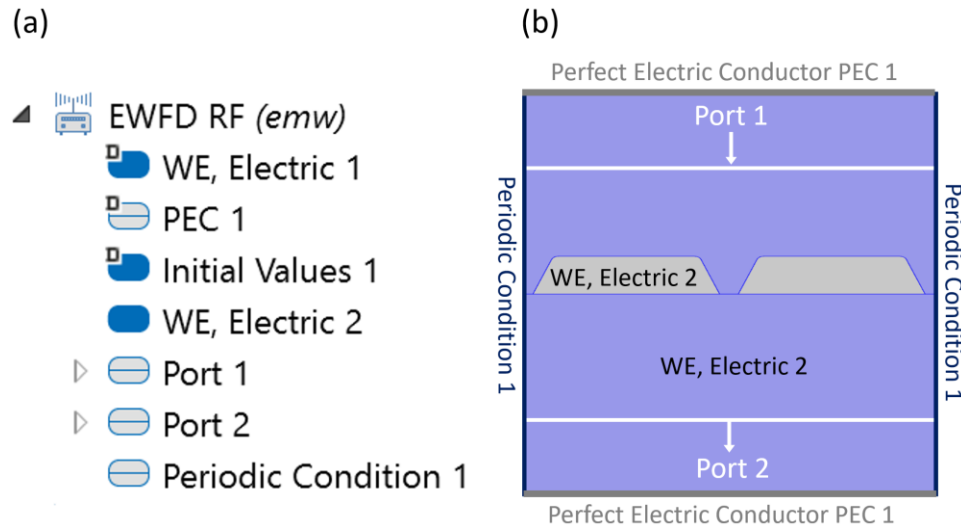 (a)
EWFD RF (emw)
D
WE, Electric 1
D
PEC 1
D
Initial Values 1
WE, Electric 2
Port 1
Port 2
Periodic Condition 1
(b)
Perfect Electric Conductor PEC 1
Port 1
Periodic Condition 1
WE, Electric 2
Periodic Condition 1
WE, Electric 2
Port 2
Perfect Electric Conductor PEC 1